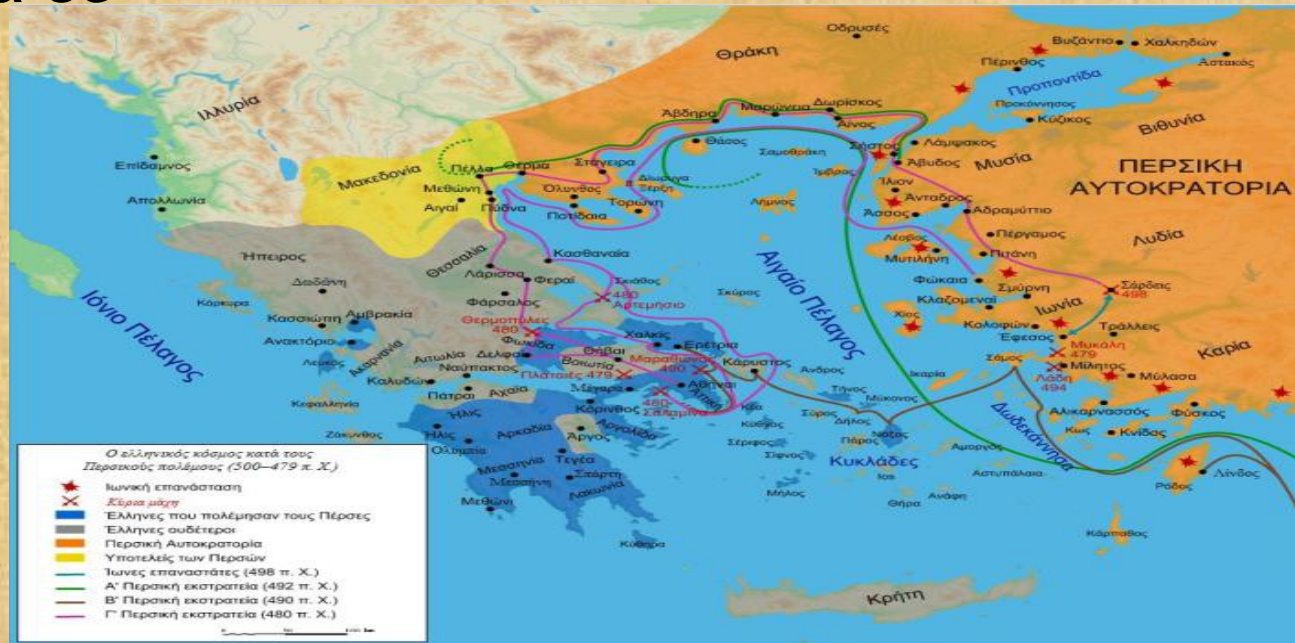 Οδρυσές
Βυζάντιο
Χαλκηδών
Θράκη
Αστακός
Πέρινθος
Προποντίδα
Ιλλυρία
Άβδηρα
Μαρώνεια
Δωρίσκος
Αίνος
Προκόννησος
Κύζικος
Βιθυνία
Θάσος
Σαμοθράκη
Σήστος
Λάμψακος
Άβυδος
Μυσία
ΠΕΡΣΙΚΗ
ΑΥΤΟΚΡΑΤΟΡΙΑ
Επίδαμνος
Μακεδονία
Πέλλα
Θέρμα
Στάγειρα
Διώρυγα
Ξέρξη
Ίμβρος
Απολλωνία
Μεθώνη
Αιγαί
Πύδνα
Όλυνθος
Ποτίδαια
Τορώνη
Λήμνος
Ίλιον
Άντανδρος
Άσσος
Αδραμύττιο
Πέργαμος
Λυδία
Ήπειρος
Θεσσαλία
Κασθαναία
Λέσβος
Μυτιλήνη
Πιτάνη
Δωδώνη
Λάρισσα
Φεραί
Σκιάθος
Αιγαίο Πέλαγος
Φώκαια
Σμύρνη
Σάρδεις
498
Ιόνιο Πέλαγος
Κόρκυρα
Φάρσαλος
480
Αρτεμήσιο
Σκύρος
Κλαζομεναί
Ιωνία
Κασσιώπη
Αμβρακία
Θερμοπύλες
480
Χίος
Κολοφών
Τράλλεις
Ανακτόριο
Φωκίδα
Χαλκίς
Ερέτρια
Έφεσος
Μυκάλη
479
Καρία
Λευκάς
Ακαρνανία
Αιτωλία
Δελφοί
Θήβαι
Βοιωτία
Μαραθώνας
490
Κάρυστος
Σάμος
Ναύπακτος
Πλαταιές 479
Άνδρος
Ικαρία
Λάδη
494
Μίλητος
Μύλασα
Καλυδών
Μέγαρα
Αθήναι
Αττική
Τήνος
Μύκονος
Κεφαλληνία
Πάτραι
Αχαΐα
480
Σαλαμίνα
Κέα
Σύρος
Δήλος
Αλικαρνασσός
Φύσκος
Κόρινθος
Κύθνος
Δωδεκάννησα
Κως
Κνίδος
Ζάκυνθος
Ήλις
Ήλις
Αρκαδία
Άργος
Αργολίδα
Σέριφος
Πάρος
Νάξος
Αμοργός
Ολυμπία
Τεγέα
Σίφνος
Κυκλάδες
Αστυπάλαια
Λίνδος
Μεσσηνία
Μεσσήνη
Σπάρτη
Λακωνία
Ios
Ρόδος
Μήλος
Θήρα
Ανάφη
Μεθώνι
Κύθηρα
Κάρπαθος
Κρήτη
Ο ελληνικός κόσμος κατά τους
Περσικούς πολέμους (500–479 π. Χ.)
Ιωνική επανάσταση
Κύρια μάχη
Έλληνες που πολέμησαν τους Πέρσες
Έλληνες ουδέτεροι
Περσική Αυτοκρατορία
Υποτελείς των Περσών
Ίωνες επαναστάτες (498 π. Χ.)
Α' Περσική εκστρατεία (492 π. Χ.)
Β' Περσική εκστρατεία (490 π. Χ.)
Γ' Περσική εκστρατεία (480 π. Χ.)